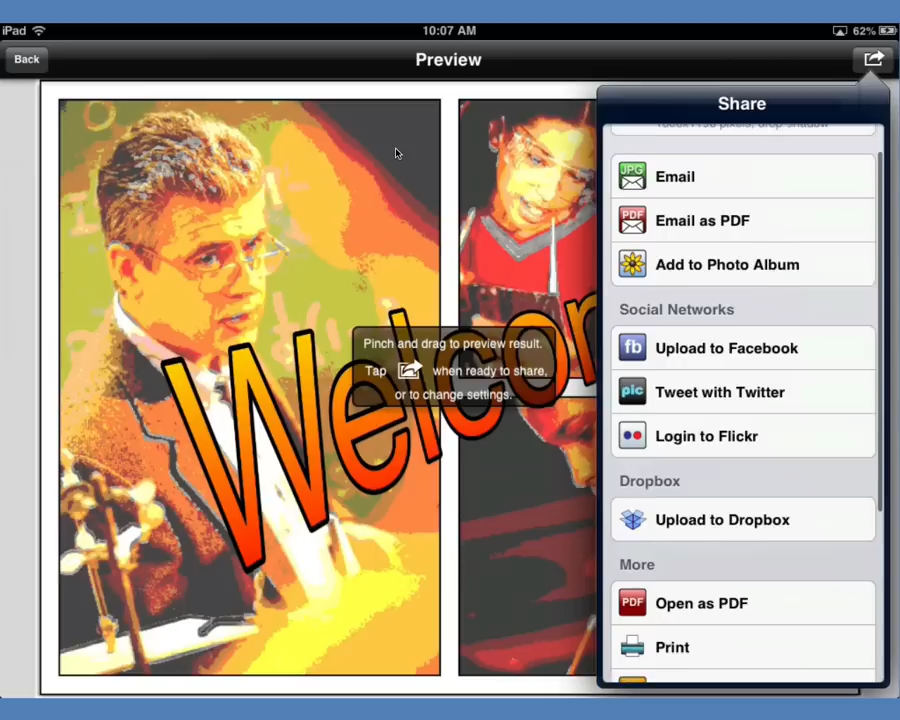 iPad
10:07 AM
62%
Back
Preview
Share
JPG
Email
PDF
Email as PDF
Add to Photo Album
Social Networks
fb
Upload to Facebook
pic
Tweet with Twitter
Login to Flickr
Dropbox
Upload to Dropbox
More
PDF
Open as PDF
Print
Pinch and drag to preview result.
Tap when ready to share,
or to change settings.